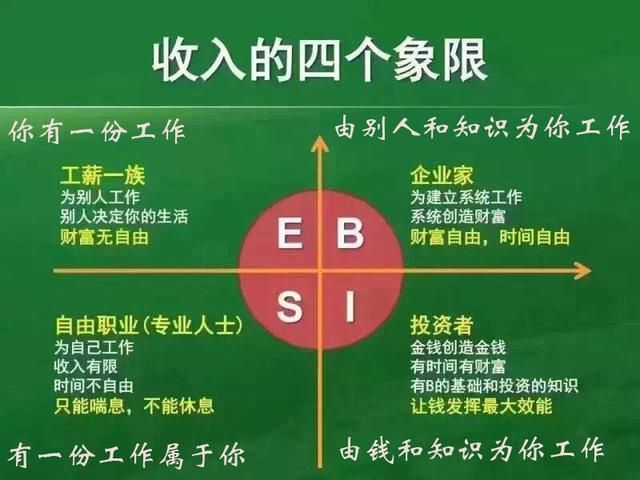 收入的四个象限
你有一份工作
由别人和知识为你工作
工薪一族
为别人工作
别人决定你的生活
财富无自由
企业家
为建立系统工作
系统创造财富
财富自由，时间自由
E B
S I
自由职业(专业人士)
为自己工作
收入有限
时间不自由
只能喘息，不能休息
投资者
金钱创造金钱
有时间有财富
有B的基础和投资的知识
让钱发挥最大效能
有一份工作属于你
由钱和知识为你工作